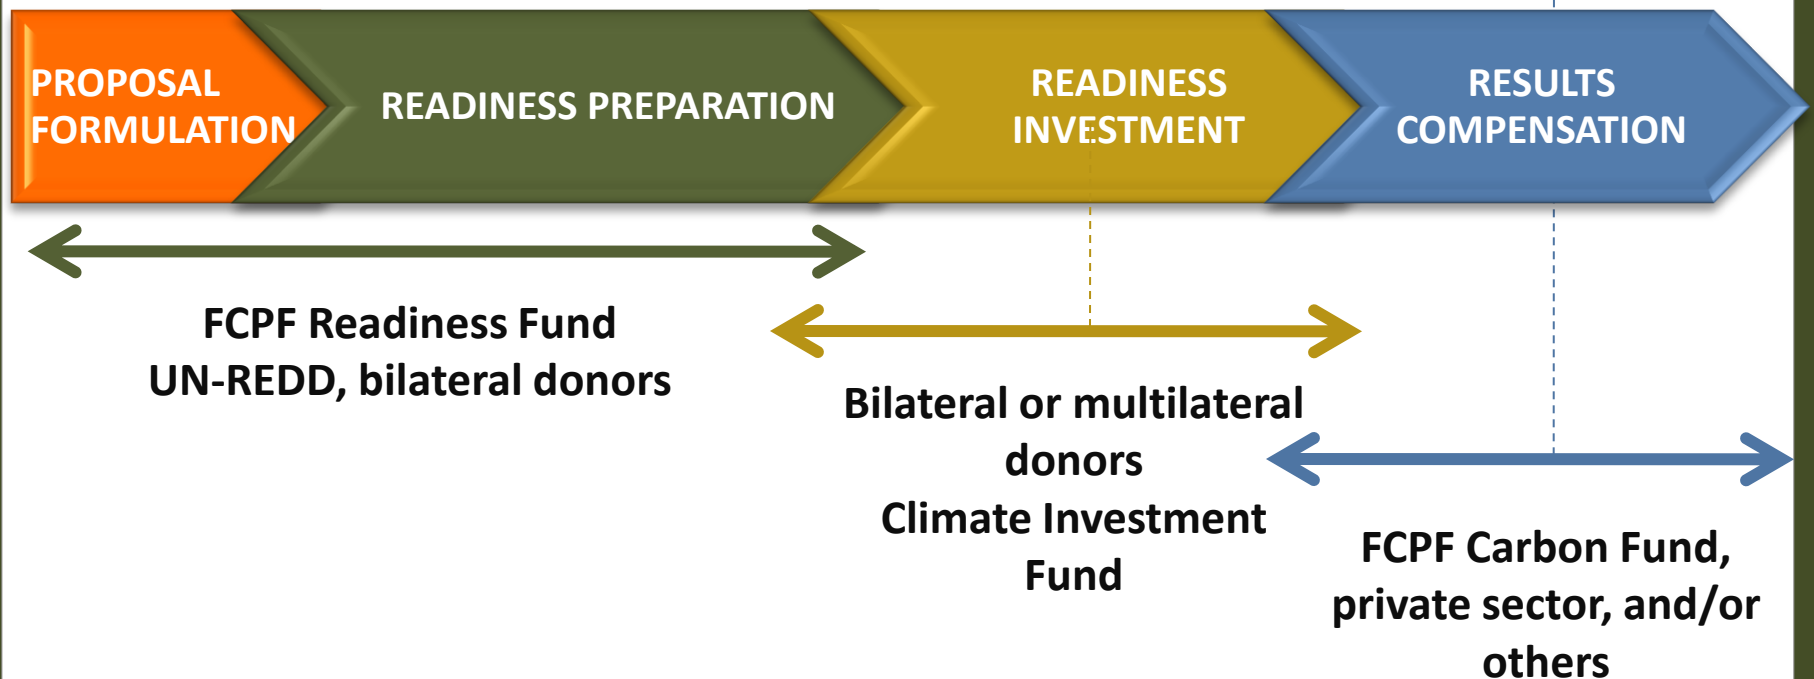 PROPOSAL
FORMULATION
READINESS PREPARATION
READINESS
INVESTMENT
RESULTS
COMPENSATION
FCPF Readiness Fund
UN-REDD, bilateral donors
Bilateral or multilateral
donors
Climate Investment
Fund
FCPF Carbon Fund,
private sector, and/or
others